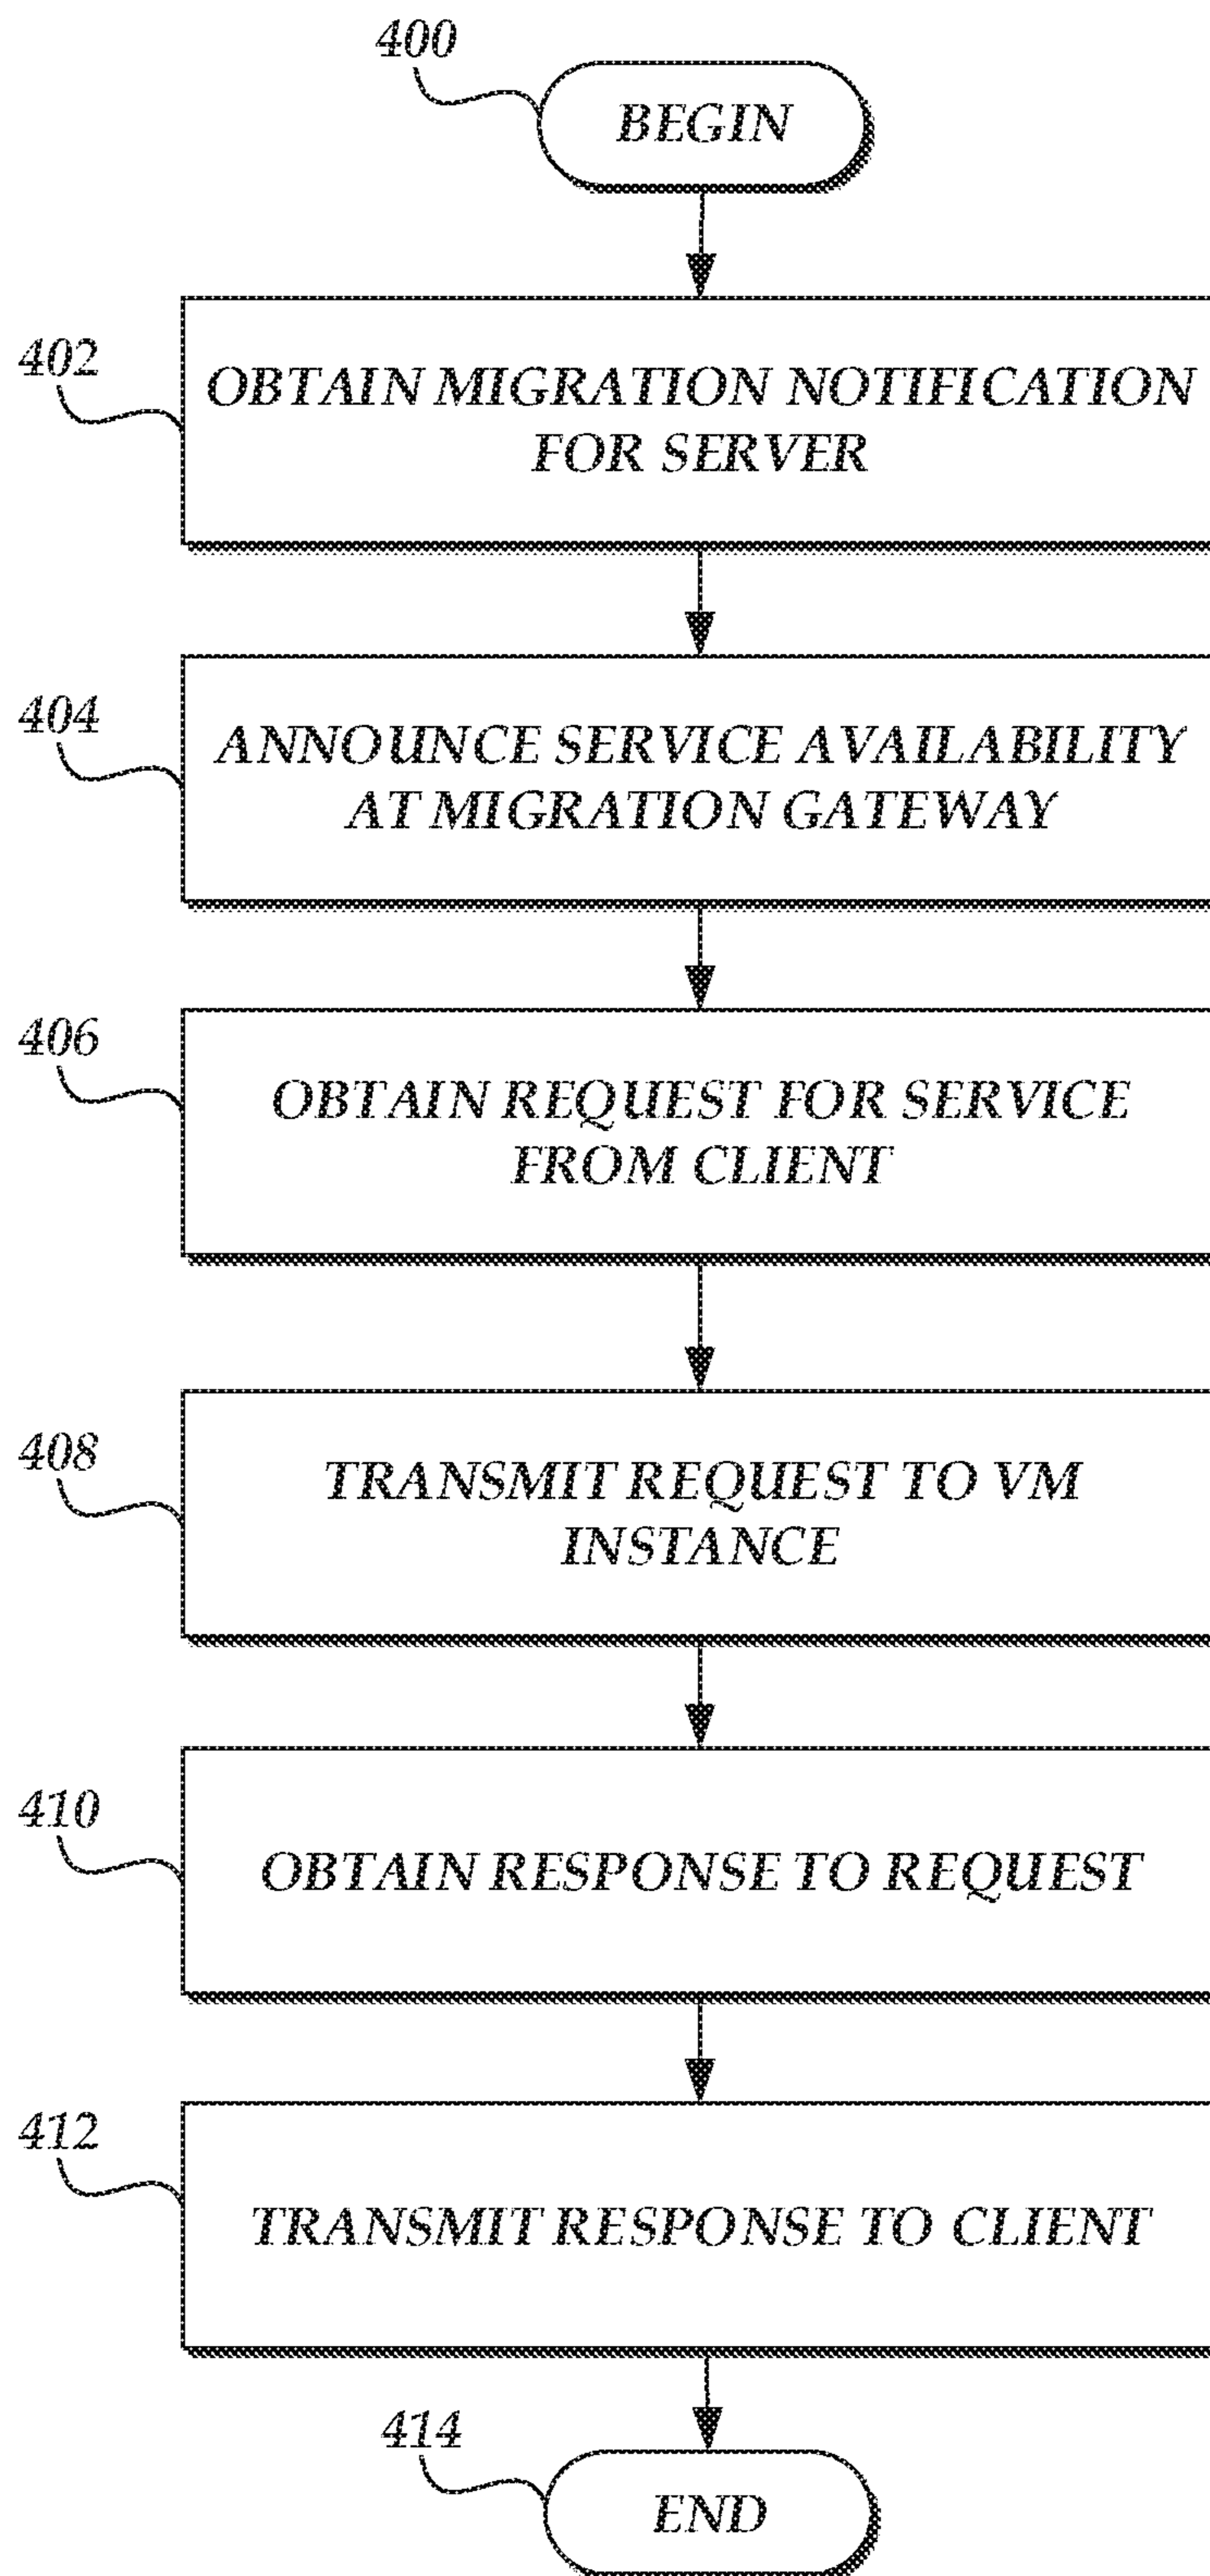 400
BEGIN
402
OBTAIN MIGRATION NOTIFICATION
FOR SERVER
404
ANNOUNCE SERVICE AVAILABILITY
AT MIGRATION GATEWAY
406
OBTAIN REQUEST FOR SERVICE
FROM CLIENT
408
TRANSMIT REQUEST TO VM
INSTANCE
410
OBTAIN RESPONSE TO REQUEST
412
TRANSMIT RESPONSE TO CLIENT
414
END